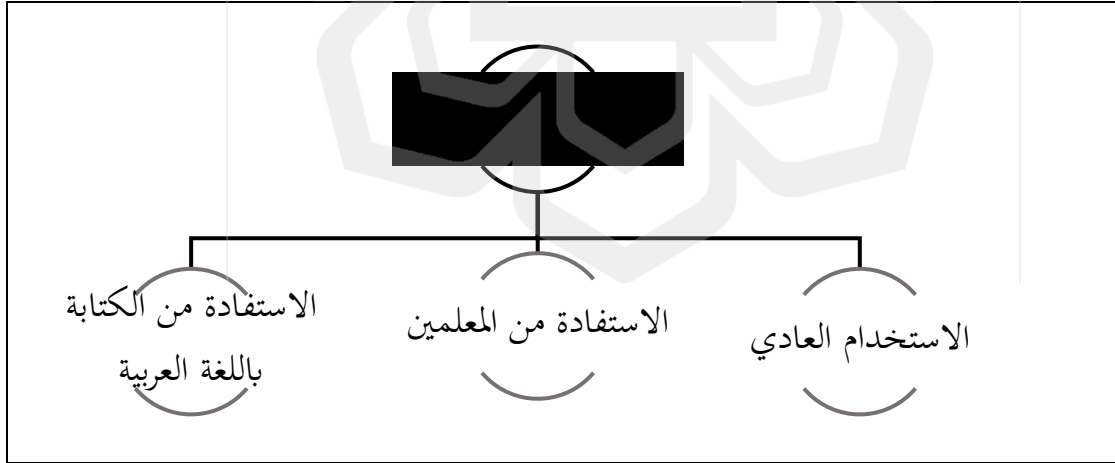 الاستخدام العادي
الاستفادة من المعلمين
الاستفادة من الكتابة
باللغة العربية